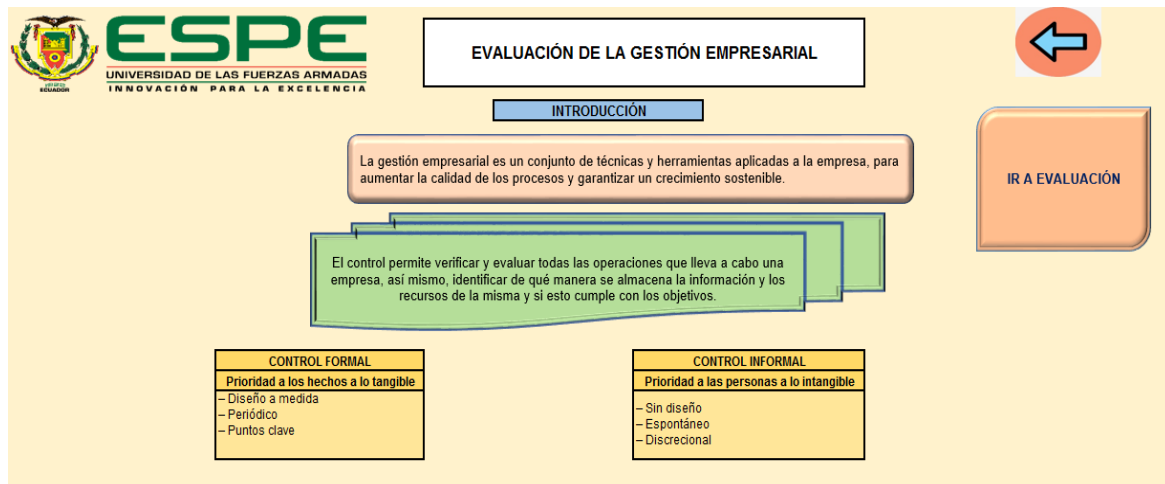 ESPE
UNIVERSIDAD DE LAS FUERZAS ARMADAS
INNOVACIÓN PARA LA EXCELENCIA
ECUADOR
EVALUACIÓN DE LA GESTIÓN EMPRESARIAL
INTRODUCCIÓN
La gestión empresarial es un conjunto de técnicas y herramientas aplicadas a la empresa, para
aumentar la calidad de los procesos y garantizar un crecimiento sostenible.
IR A EVALUACIÓN
El control permite verificar y evaluar todas las operaciones que lleva a cabo una
empresa, así mismo, identificar de qué manera se almacena la información y los
recursos de la misma y si esto cumple con los objetivos.
CONTROL FORMAL
Prioridad a los hechos a lo tangible
– Diseño a medida
– Periódico
– Puntos clave
CONTROL INFORMAL
Prioridad a las personas a lo intangible
– Sin diseño
– Espontáneo
– Discrecional